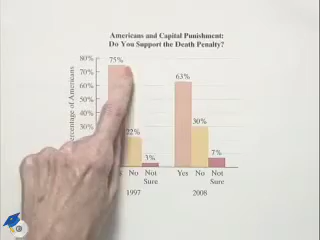 Americans and Capital Punishment:
Do You Support the Death Penalty?
Percentage of Americans
80%
70%
60%
50%
40%
30%
20%
10%
75%
22%
3%
63%
30%
7%
No
Not
Sure
Yes
No
Not
Sure
1997
2008